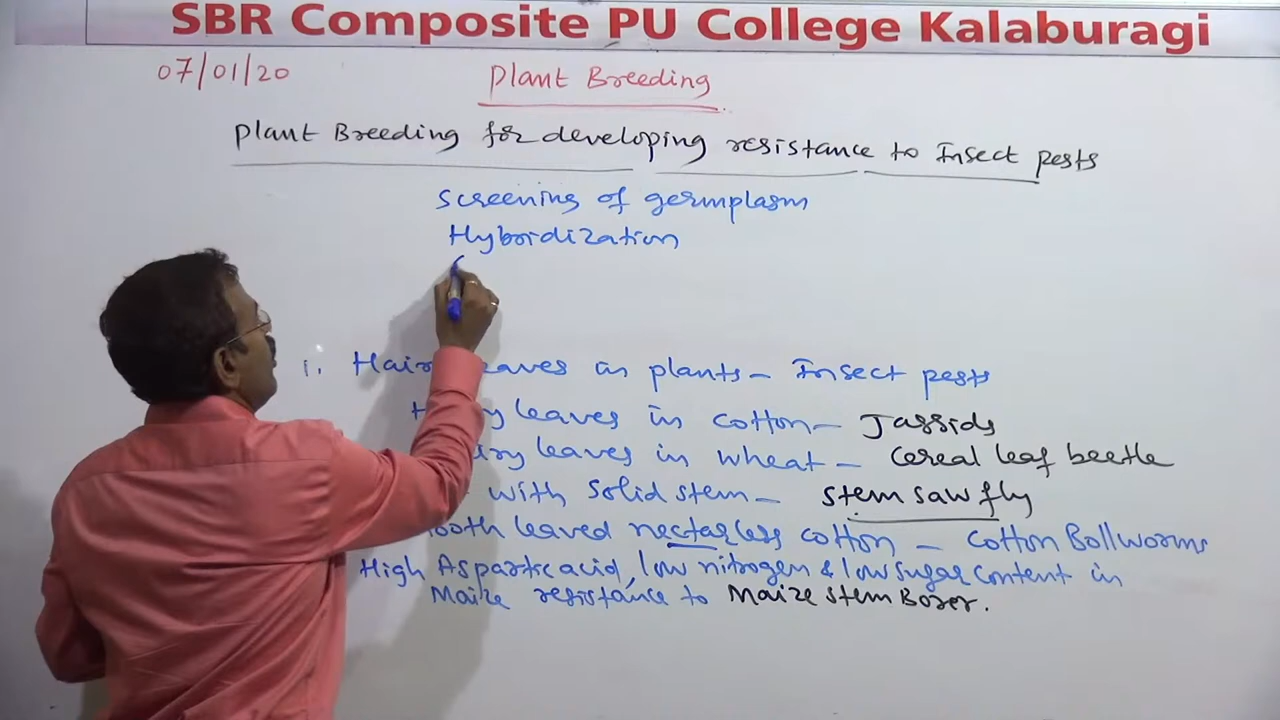 SBR Composite PU College Kalaburagi
07/01/20
Plant Breeding
Plant Breeding for developing resistance to Insect pests
Screening of germplasm
Hybridization
1. leaves in plants - Insect pests
leaves in cotton - Jassids
leaves in wheat - Cereal leaf beetle
with Solid stem - stem saw fly
leaved nectarless cotton - cotton Bollworms
High Aspartic acid, low nitrogen & low sugar content in
Maize resistance to Maize stem Borer.